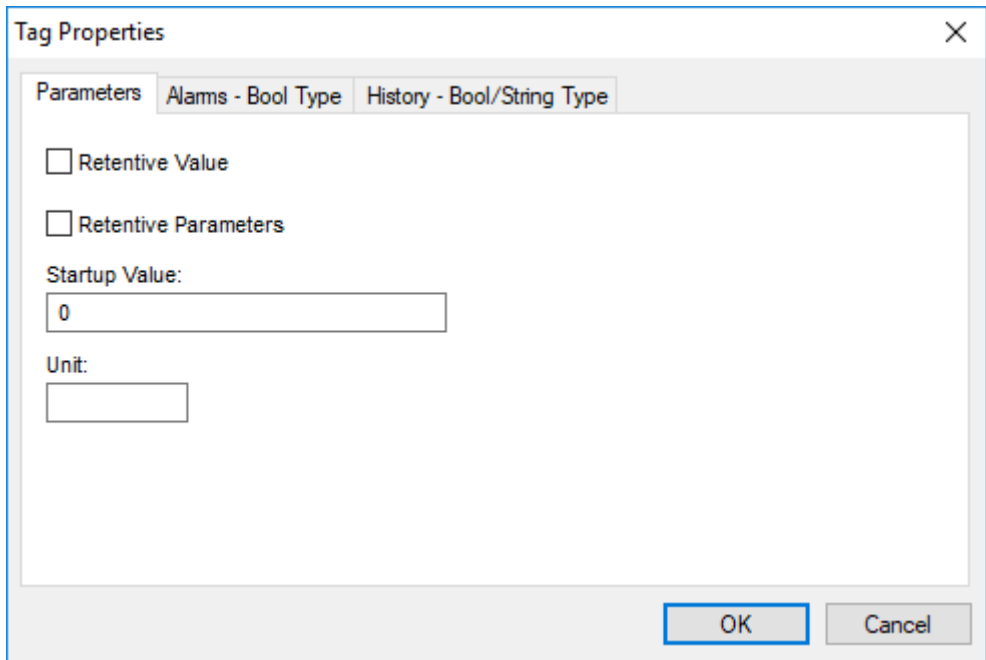 Tag Properties
Parameters Alarms - Bool Type History - Bool/String Type
Retentive Value
Retentive Parameters
Startup Value:
0
Unit:
OK Cancel